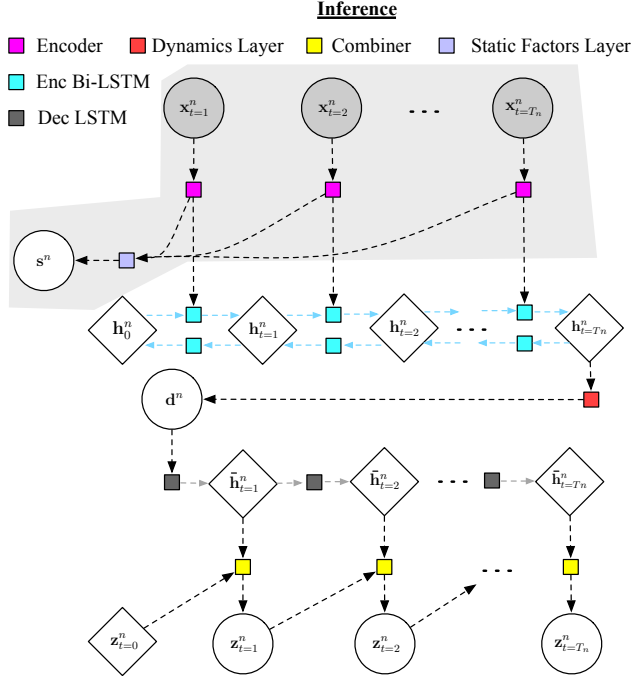 Inference
Encoder Dynamics Layer Combiner Static Factors Layer
Enc Bi-LSTM
Dec LSTM
x^n_{t=1} x^n_{t=2} ... x^n_{t=T_n}
s^n
h^n_0 h^n_{t=1} h^n_{t=2} ... h^n_{t=Tn}
d^n
h̄^n_{t=1} h̄^n_{t=2} ... h̄^n_{t=Tn}
...
z^n_{t=0} z^n_{t=1} z^n_{t=2} z^n_{t=T_n}